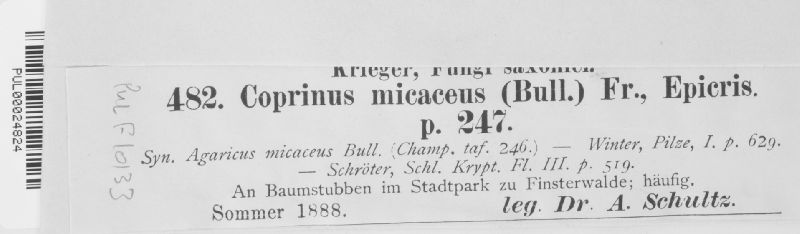 Krieger, Fungi saxonici.
482. Coprinus micaceus (Bull.) Fr., Epicris.
p. 247.
Syn. Agaricus micaceus Bull. (Champ. taf. 246.) — Winter, Pilze, I. p. 629.
— Schröter, Schl. Krypt. Fl. III. p. 519.
An Baumstubben im Stadtpark zu Finsterwalde; häufig.
Sommer 1888.
leg. Dr. A. Schultz.
PUL00024824
PUL F10133